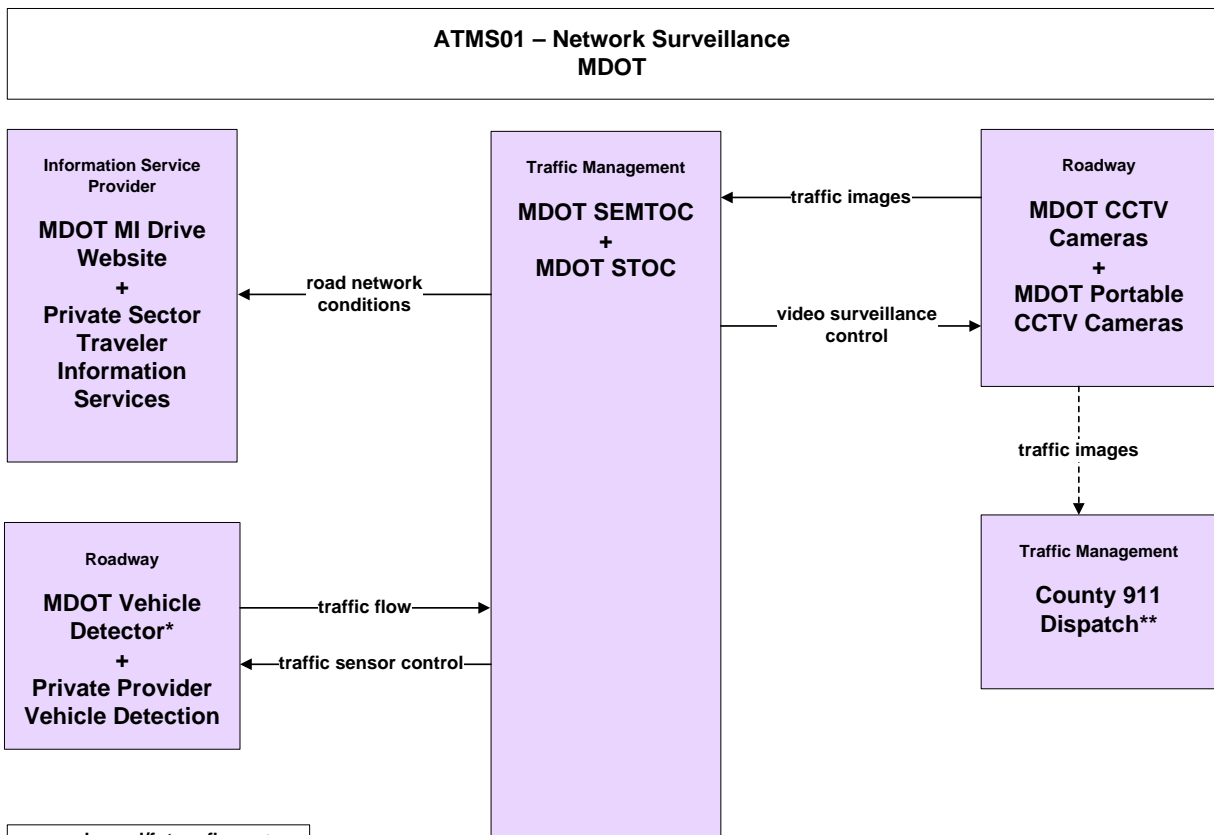 ATMS01 – Network Surveillance
MDOT
Information Service
Provider
MDOT MI Drive
Website
+
Private Sector
Traveler
Information
Services
road network
conditions
Traffic Management
MDOT SEMTOC
+
MDOT STOC
traffic images
video surveillance
control
Roadway
MDOT CCTV
Cameras
+
MDOT Portable
CCTV Cameras
traffic images
Traffic Management
County 911
Dispatch**
Roadway
MDOT Vehicle
Detector*
+
Private Provider
Vehicle Detection
traffic flow
traffic sensor control